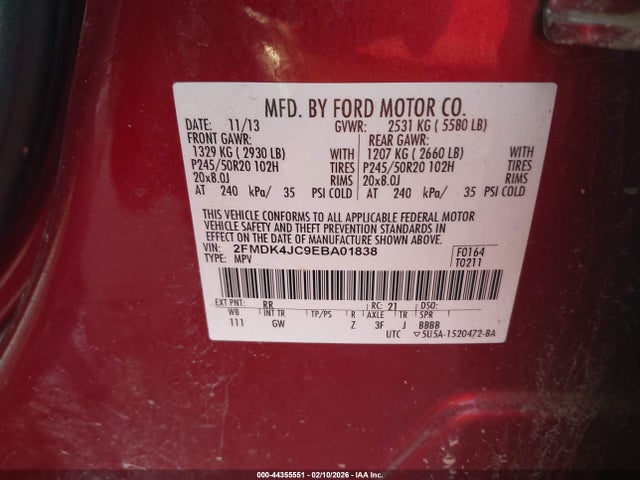 MFD. BY FORD MOTOR CO.
DATE: 11/13 GVWR: 2531 KG ( 5580 LB)
FRONT GAWR: REAR GAWR:
1329 KG ( 2930 LB) WITH 1207 KG ( 2660 LB) WITH
P245/50R20 102H TIRES P245/50R20 102H TIRES
20x8.0J RIMS 20x8.0J RIMS
AT 240 kPa/ 35 PSI COLD AT 240 kPa/ 35 PSI COLD
THIS VEHICLE CONFORMS TO ALL APPLICABLE FEDERAL MOTOR
VEHICLE SAFETY AND THEFT PREVENTION STANDARDS IN
EFFECT ON THE DATE OF MANUFACTURE SHOWN ABOVE.
VIN: 2FMDK4JC9EBA01838 F0164
TYPE: MPV T0211
EXT PNT: RR RC: 21 DSO:
WB INT TR TP/PS R AXLE TR SPR
111 GW Z 3F J BBBB
UTC ▽5U5A-1520472-BA
000-44355551 | 02/10/2026 | IAA Inc.